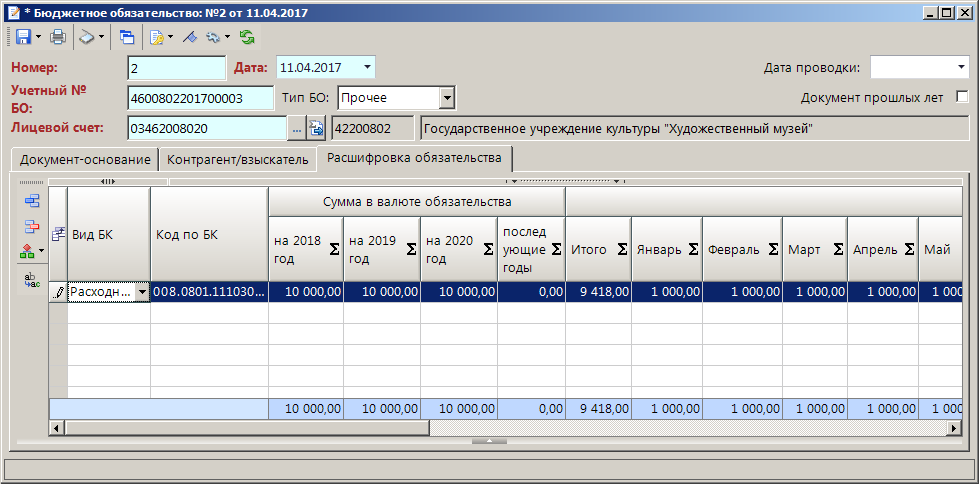 * Бюджетное обязательство: №2 от 11.04.2017
Номер: 2 Дата: 11.04.2017 Дата проводки:
Учетный № БО: 4600802201700003 Тип БО: Прочее Документ прошлых лет
Лицевой счет: 03462008020 ... 42200802 Государственное учреждение культуры "Художественный музей"
Документ-основание Контрагент/взыскатель Расшифровка обязательства
Сумма в валюте обязательства
Вид БК Код по БК на 2018 год Σ на 2019 год Σ на 2020 год Σ послед ующие годы Σ Итого Σ Январь Σ Февраль Σ Март Σ Апрель Σ Май
Расходн... 008.0801.111030... 10 000,00 10 000,00 10 000,00 0,00 9 418,00 1 000,00 1 000,00 1 000,00 1 000,00 1 000
10 000,00 10 000,00 10 000,00 0,00 9 418,00 1 000,00 1 000,00 1 000,00 1 000,00 1 000
ab
ac